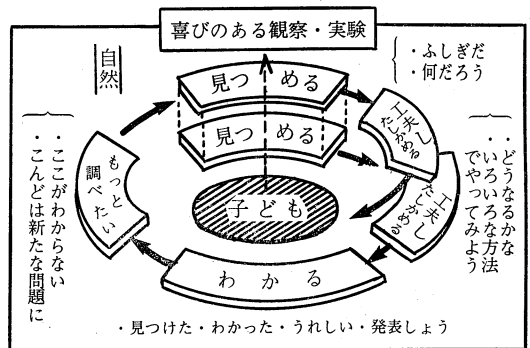 喜びのある観察・実験
自然
・ふしぎだ
・何だろう
見つめる
見つめる
工夫し
たしかめる
工夫し
たしかめる
・どうなるかな
・いろいろな方法
でやってみよう
子ども
もっと
調べたい
・ここがわからない
・こんどは新たな問題に
わかる
・見つけた・わかった・うれしい・発表しょう